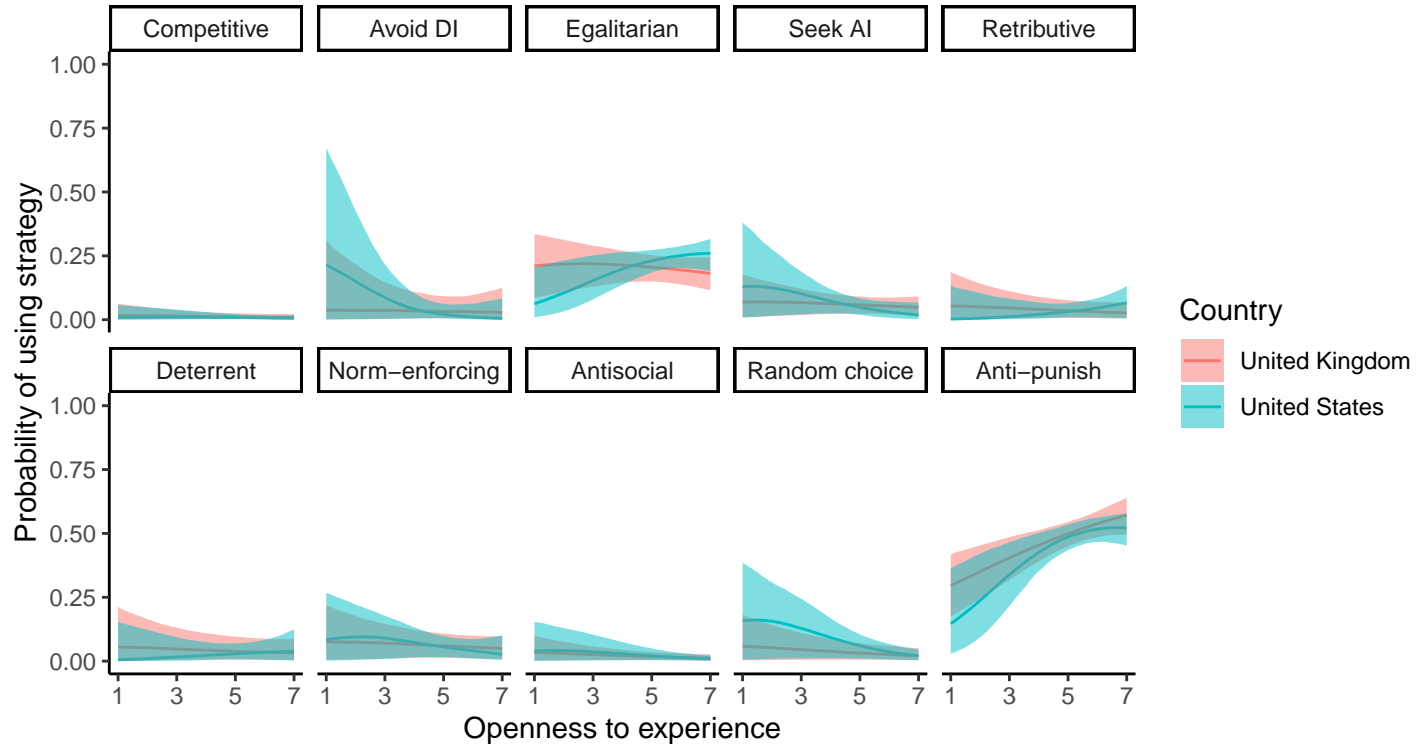 Competitive
Avoid DI
Egalitarian
Seek AI
Retributive
1.00
0.75
0.50
0.25
0.00
Deterrent
Norm−enforcing
Antisocial
Random choice
Anti−punish
1.00
0.75
0.50
0.25
0.00
1 3 5 7
1 3 5 7
1 3 5 7
1 3 5 7
1 3 5 7
Openness to experience
Probability of using strategy
Country
United Kingdom
United States